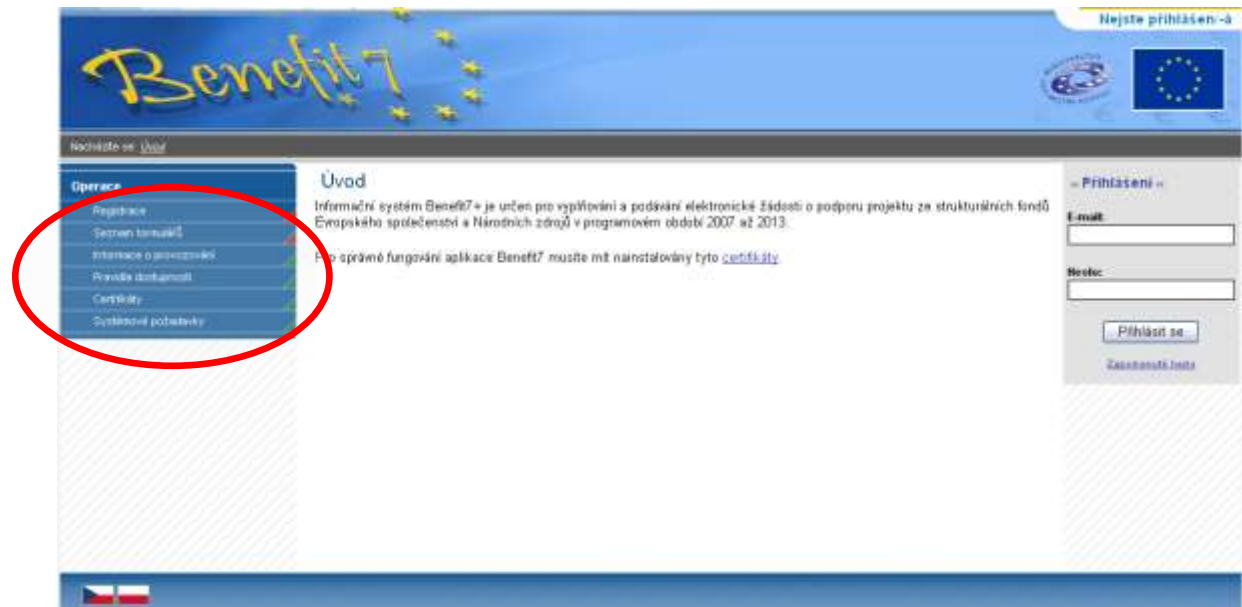 Nejste přihlášen/-á
Benefit7
Nacházíte se: Úvod
Operace
Registrace
Seznam formulářů
Informace o provozování
Pravidla dostupnosti
Certifikáty
Systémové požadavky
Úvod
Informační systém Benefit7+ je určen pro vyplňování a podávání elektronické žádosti o podporu projektu ze strukturálních fondů
Evropského společenství a Národních zdrojů v programovém období 2007 až 2013.
Pro správné fungování aplikace Benefit7 musíte mít nainstalovány tyto certifikáty.
- Přihlášení -
E-mail:
Heslo:
Přihlásit se
Zapomenuté heslo